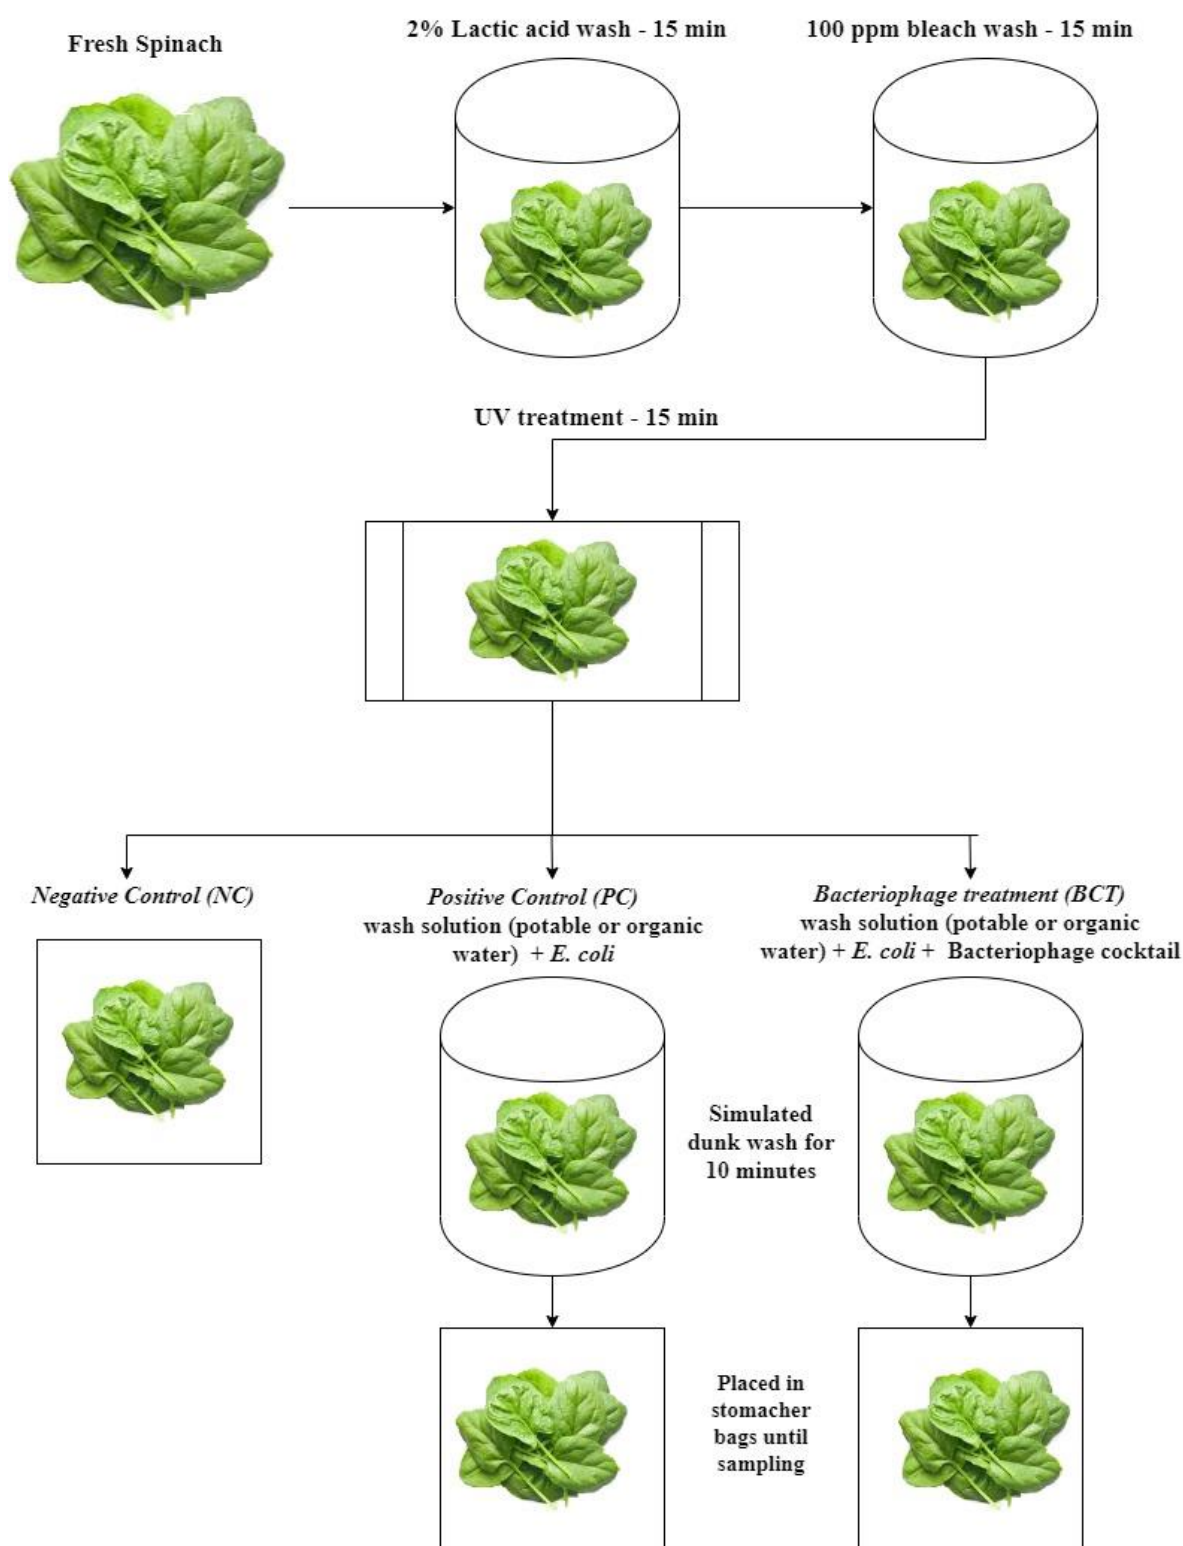 Fresh Spinach
2% Lactic acid wash - 15 min
100 ppm bleach wash - 15 min
UV treatment - 15 min
Negative Control (NC)
Positive Control (PC)
wash solution (potable or organic
water)  + E. coli
Bacteriophage treatment (BCT)
wash solution (potable or organic
water) + E. coli +  Bacteriophage cocktail
Simulated
dunk wash for
10 minutes
Placed in
stomacher
bags until
sampling